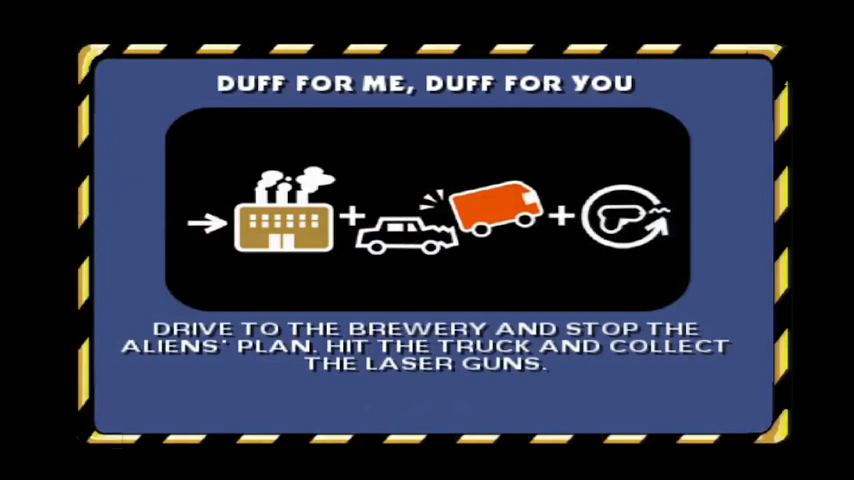 DUFF FOR ME, DUFF FOR YOU
DRIVE TO THE BREWERY AND STOP THE
ALIENS' PLAN. HIT THE TRUCK AND COLLECT
THE LASER GUNS.